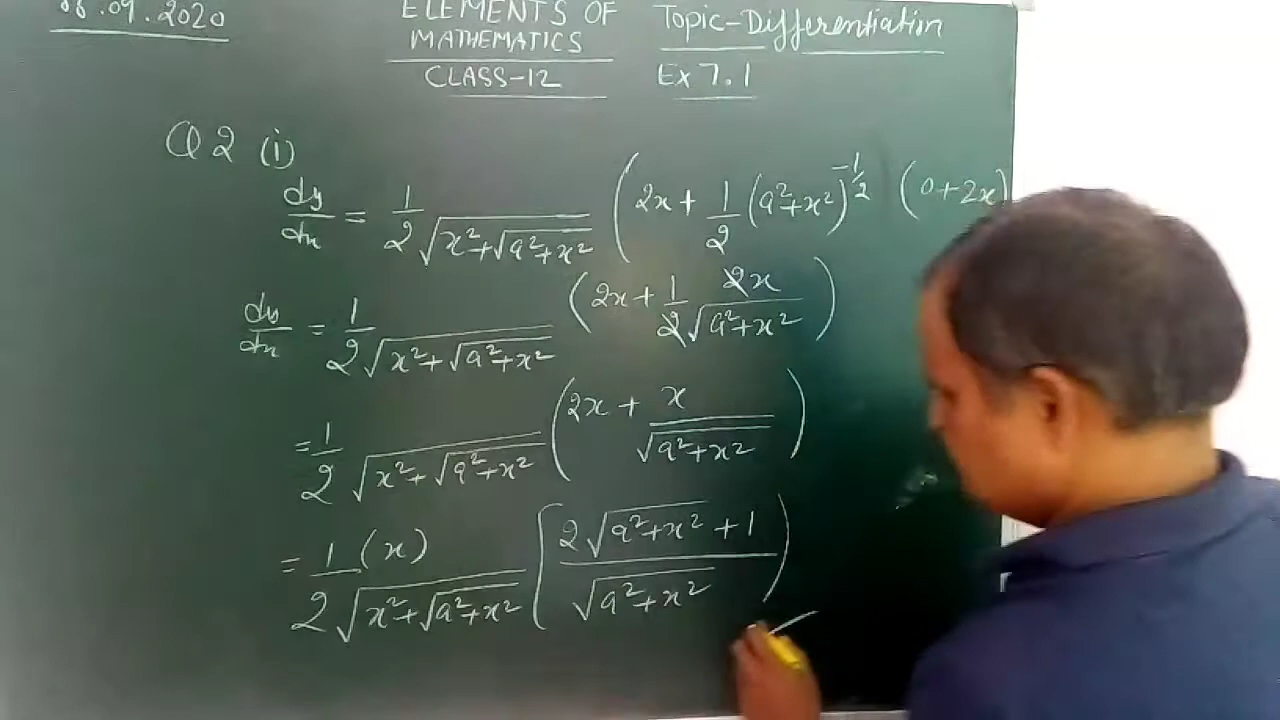 08.09.2020
ELEMENTS OF MATHEMATICS
CLASS-12
Topic-Differentiation
Ex 7.1
Q2 (i)
dy/dx = 1/2√(x²+√(a²+x²)) (2x + 1/2 (a²+x²)^-1/2 (0+2x)
dy/dx = 1/2√(x²+√(a²+x²)) (2x + 1/2 2x/√(a²+x²))
= 1/2√(x²+√(a²+x²)) (2x + x/√(a²+x²))
= 1(x)/2√(x²+√(a²+x²)) [2√(a²+x²) + 1/√(a²+x²))